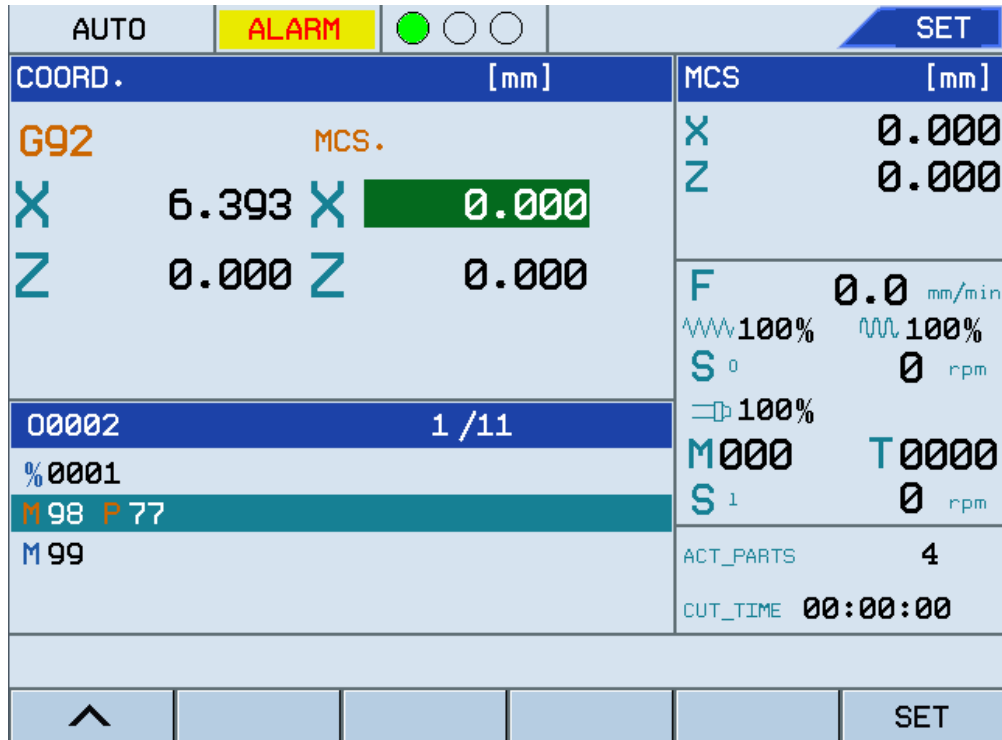 AUTO ALARM SET
COORD. [mm]
G92 MCS.
X 6.393 X 0.000
Z 0.000 Z 0.000
O0002 1/11
%0001
M98 P77
M99
MCS [mm]
X 0.000
Z 0.000
F 0.0 mm/min
100% 100%
S 0 0 rpm
100%
M000 T0000
S 1 0 rpm
ACT_PARTS 4
CUT_TIME 00:00:00
SET